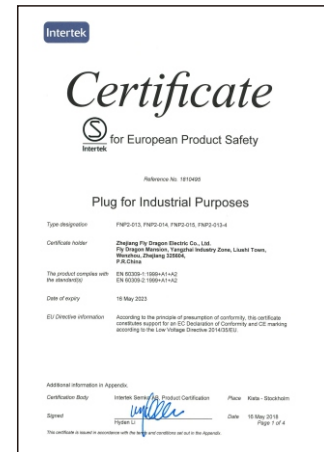 Intertek
Certificate
S
Intertek
for European Product Safety
Reference No. 1810498
Plug for Industrial Purposes
Type designation FNP2-013, FNP2-014, FNP2-015, FNP2-013-4
Certificate holder Zhejiang Fly Dragon Electric Co., Ltd.
Fly Dragon Mansion, Yangzhai Industry Zone, Liushi Town,
Wenzhou, Zhejiang 325604,
P.R.China
The product complies with EN 60309-1:1999+A1+A2
the standard(s) EN 60309-2:1999+A1+A2
Date of expiry 16 May 2023
EU Directive information According to the principle of presumption of conformity, this certificate
constitutes support for an EC Declaration of Conformity and CE marking
according to the Low Voltage Directive 2014/35/EU.
Additional information in Appendix.
Certification Body Intertek Semko AB, Product Certification Place Kista - Stockholm
Signed Date 16 May 2018
Hydan Li Page 1 of 4
This certificate is issued in accordance with the terms and conditions set out in the Appendix.